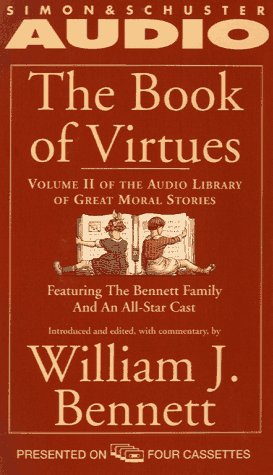 SIMON & SCHUSTER
AUDIO
The Book
of Virtues
VOLUME II OF THE AUDIO LIBRARY
OF GREAT MORAL STORIES
Featuring The Bennett Family
And An All-Star Cast
Introduced and edited, with commentary, by
William J.
Bennett
PRESENTED ON FOUR CASSETTES